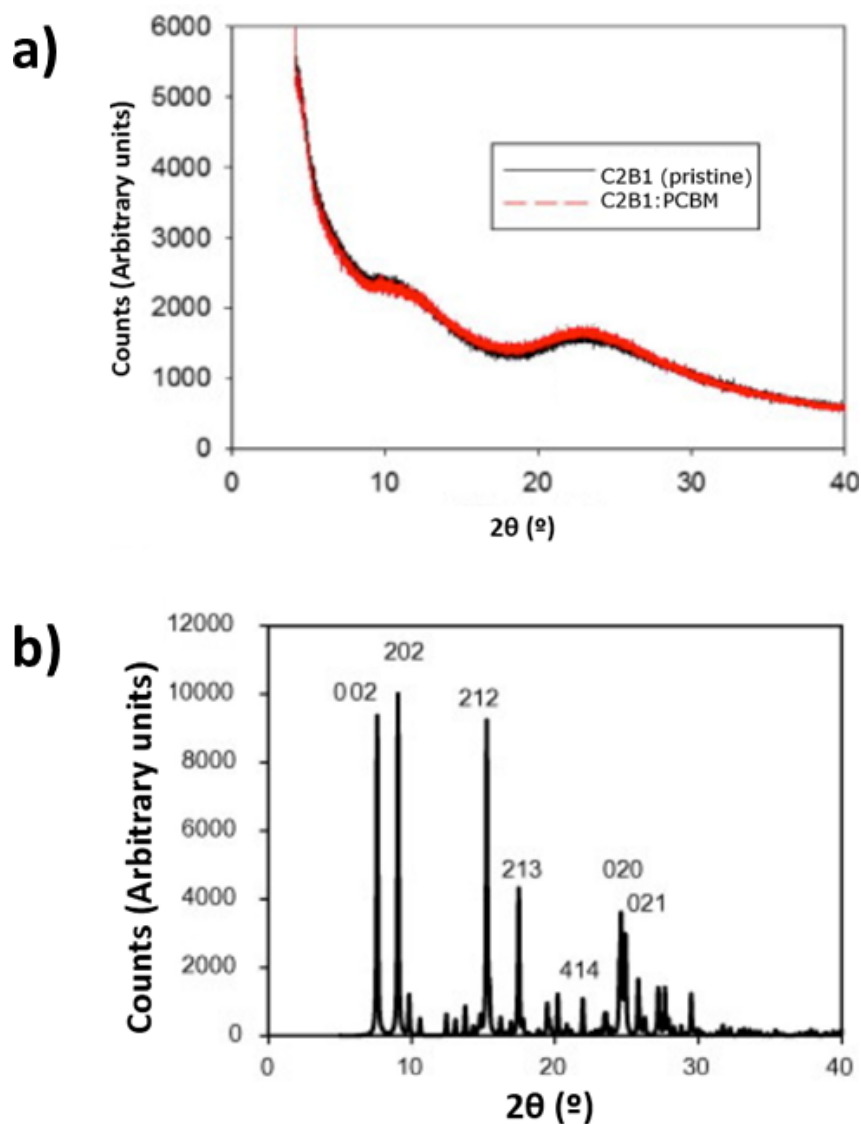 a)
6000
5000
4000
3000
2000
1000
0
Counts (Arbitrary units)
C2B1 (pristine)
C2B1:PCBM
0 10 20 30 40
2θ (º)
b)
12000
10000
8000
6000
4000
2000
0
Counts (Arbitrary units)
002
202
212
213
414
020
021
0 10 20 30 40
2θ (º)